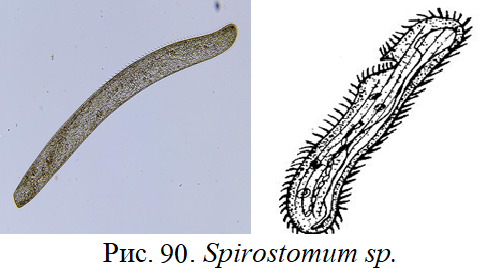 Рис. 90. Spirostomum sp.